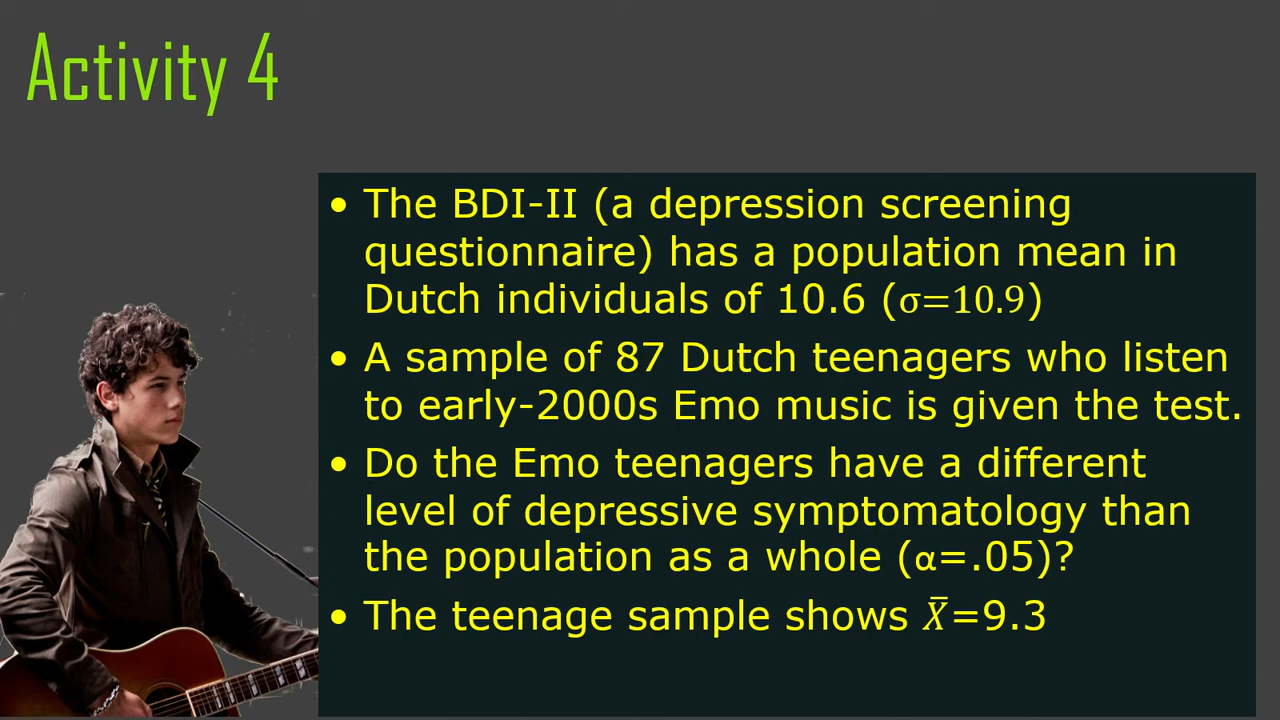 Activity 4
• The BDI-II (a depression screening
questionnaire) has a population mean in
Dutch individuals of 10.6 (σ=10.9)
• A sample of 87 Dutch teenagers who listen
to early-2000s Emo music is given the test.
• Do the Emo teenagers have a different
level of depressive symptomatology than
the population as a whole (α=.05)?
• The teenage sample shows X̄=9.3